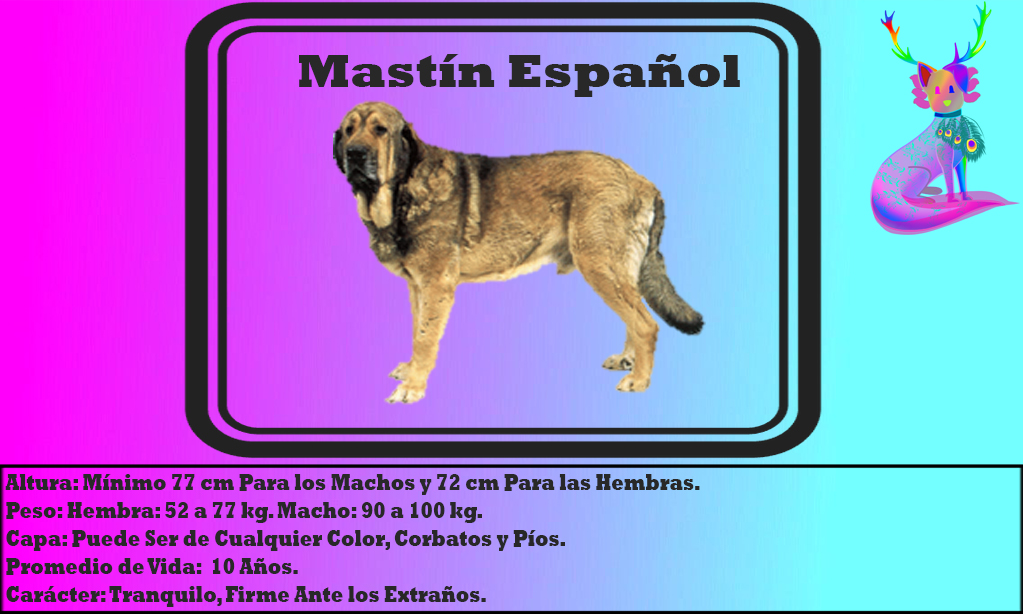 Mastín Español
Altura: Mínimo 77 cm Para los Machos y 72 cm Para las Hembras.
Peso: Hembra: 52 a 77 kg. Macho: 90 a 100 kg.
Capa: Puede Ser de Cualquier Color, Corbatos y Píos.
Promedio de Vida: 10 Años.
Carácter: Tranquilo, Firme Ante los Extraños.